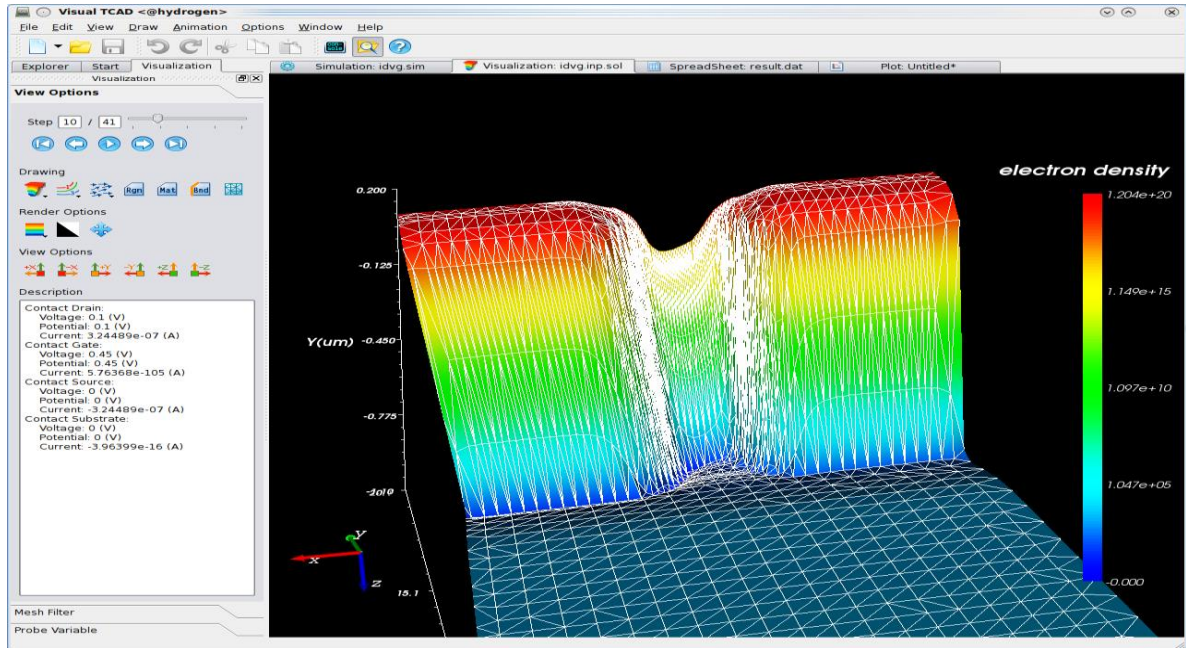 Visual TCAD <@hydrogen>
File Edit View Draw Animation Options Window Help
Explorer Start Visualization
Simulation: idvg.sim
Visualization: idvg.inp.sol
SpreadSheet: result.dat
Plot: Untitled*
Visualization
View Options
Step 10 / 41
Drawing
Rgn Mat Bnd
Render Options
View Options
+X -X +Y -Y +Z -Z
Description
Contact Drain:
Voltage: 0.1 (V)
Potential: 0.1 (V)
Current: 3.24489e-07 (A)
Contact Gate:
Voltage: 0.45 (V)
Potential: 0.45 (V)
Current: 5.76368e-105 (A)
Contact Source:
Voltage: 0 (V)
Potential: 0 (V)
Current: -3.24489e-07 (A)
Contact Substrate:
Voltage: 0 (V)
Potential: 0 (V)
Current: -3.96399e-16 (A)
Mesh Filter
Probe Variable
0.200
-0.125
Y(um) -0.450
-0.775
15.1
Y
X
Z
electron density
1.204e+20
1.149e+15
1.097e+10
1.047e+05
-0.000